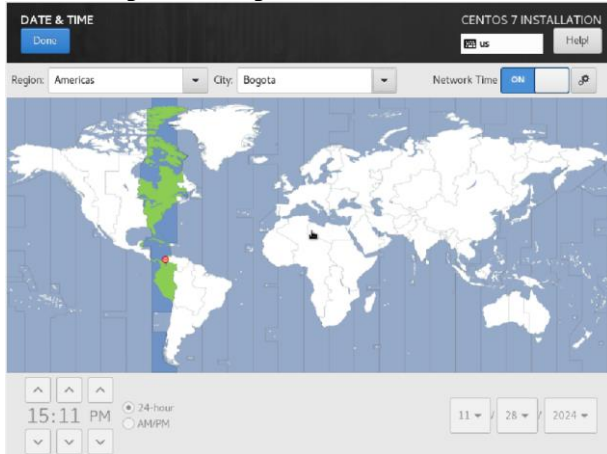 DATE & TIME
CENTOS 7 INSTALLATION
Done
us
Help!
Region: Americas City: Bogota Network Time ON
15:11 PM
24-hour
AM/PM
11 / 28 / 2024